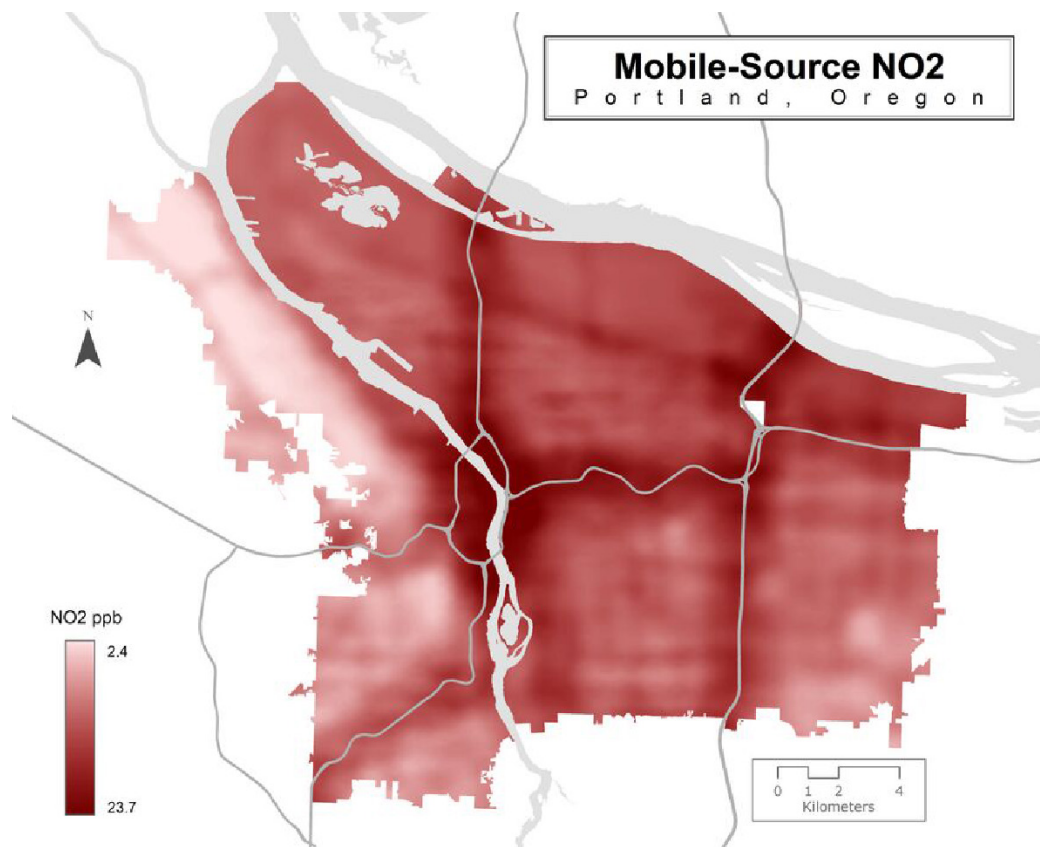 Mobile-Source NO2
Portland, Oregon
N
NO2 ppb
2.4
23.7
0 1 2 4
Kilometers